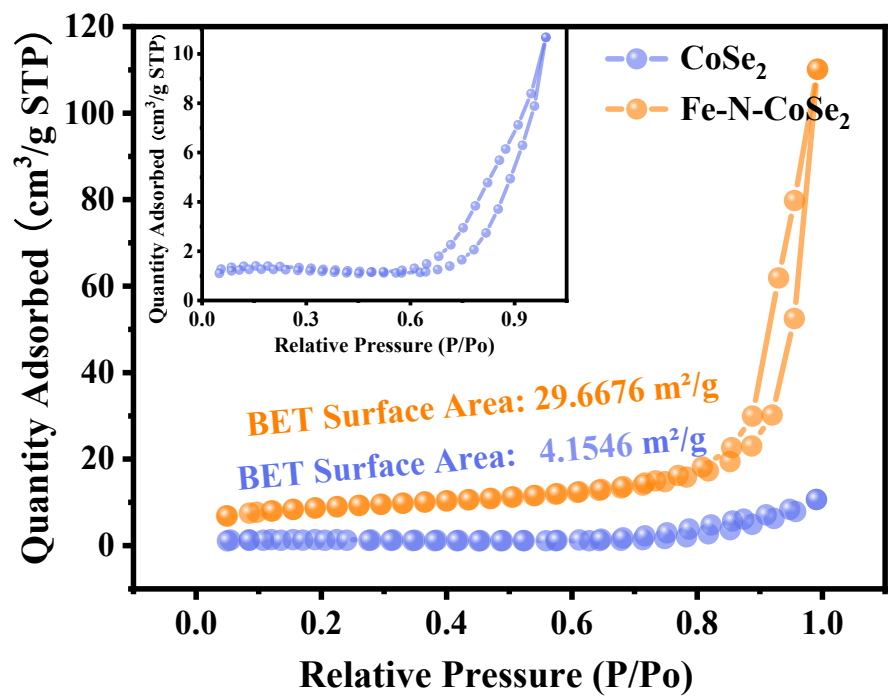 Quantity Adsorbed (cm³/g STP)
120
100
80
60
40
20
0
0.0 0.2 0.4 0.6 0.8 1.0
Relative Pressure (P/Po)
CoSe₂
Fe-N-CoSe₂
Quantity Adsorbed (cm³/g STP)
10
8
6
4
2
0
0.0 0.3 0.6 0.9
Relative Pressure (P/Po)
BET Surface Area: 29.6676 m²/g
BET Surface Area: 4.1546 m²/g